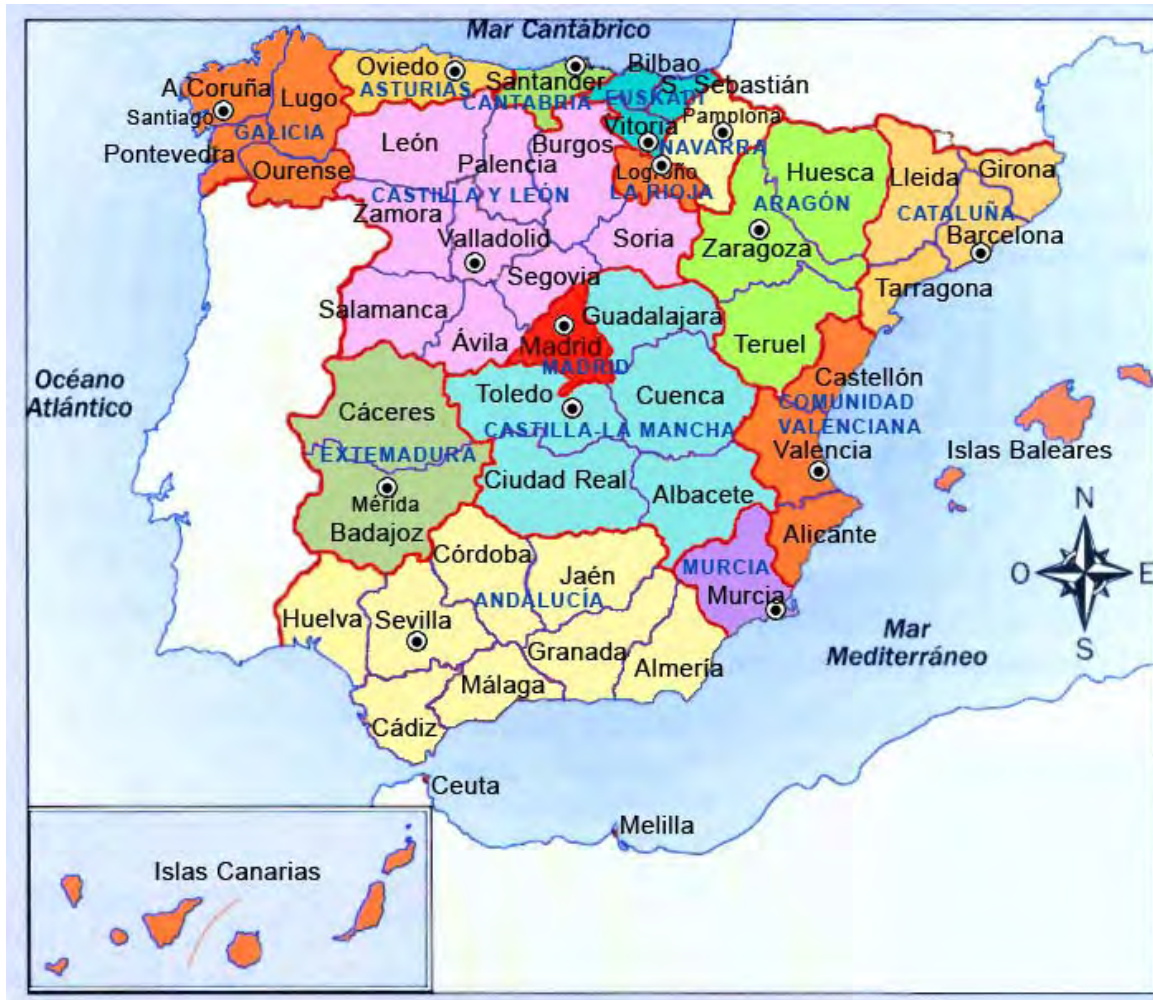 Mar Cantábrico
Bilbao
Oviedo
Santander
S. Sebastián
A Coruña
ASTURIAS
CANTABRIA
EUSKADI
Lugo
Santiago
Pamplona
Vitoria
GALICIA
León
Burgos
NAVARRA
Pontevedra
Palencia
Ourense
Logroño
Huesca
Lleida
Girona
CASTILLA Y LEÓN
LA RIOJA
ARAGÓN
CATALUÑA
Zamora
Valladolid
Soria
Zaragoza
Barcelona
Segovia
Tarragona
Salamanca
Guadalajara
Ávila
Madrid
Teruel
MADRID
Océano
Atlántico
Castellón
Toledo
Cuenca
COMUNIDAD
VALENCIANA
Cáceres
CASTILLA-LA MANCHA
Valencia
Islas Baleares
EXTEMADURA
Ciudad Real
Albacete
Mérida
Badajoz
Alicante
N
O
E
S
Córdoba
Jaén
MURCIA
Murcia
ANDALUCÍA
Huelva
Sevilla
Granada
Almería
Mar
Mediterráneo
Málaga
Cádiz
Ceuta
Melilla
Islas Canarias